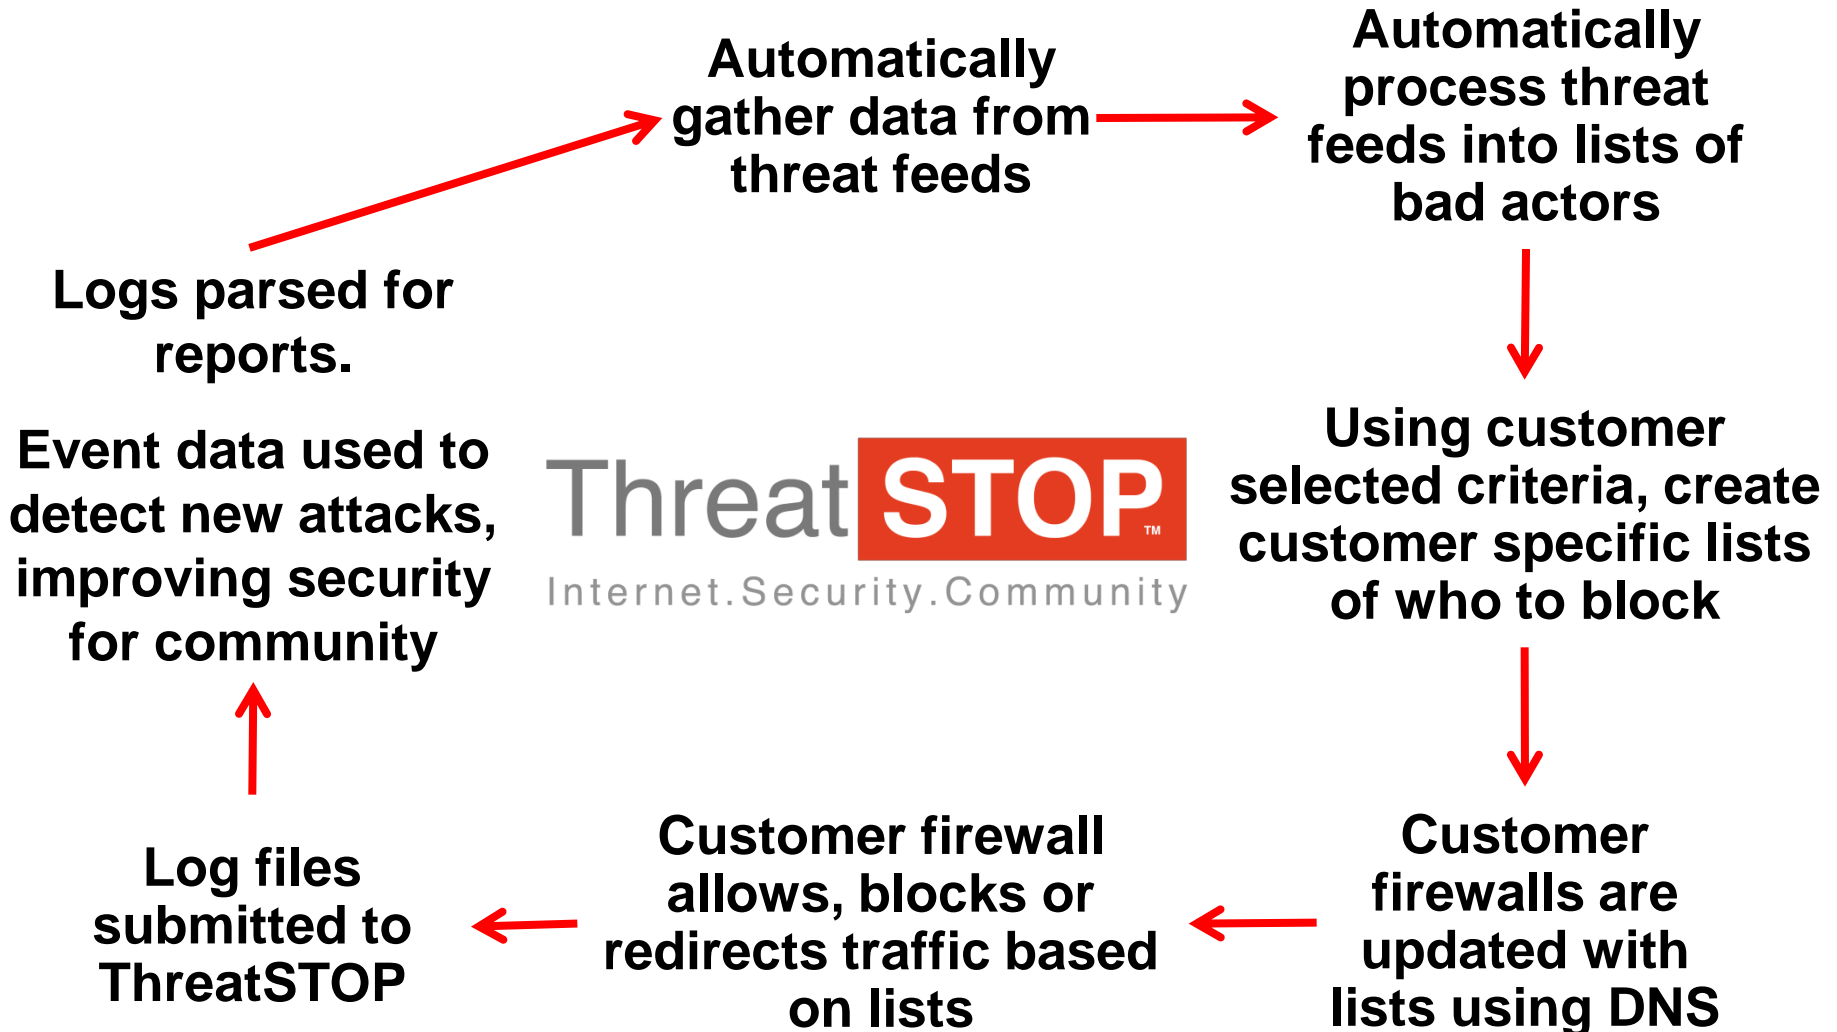 Automatically
gather data from
threat feeds
Automatically
process threat
feeds into lists of
bad actors
Using customer
selected criteria, create
customer specific lists
of who to block
Customer
firewalls are
updated with
lists using DNS
Customer firewall
allows, blocks or
redirects traffic based
on lists
Log files
submitted to
ThreatSTOP
Logs parsed for
reports.
Event data used to
detect new attacks,
improving security
for community
Threat STOP™
Internet.Security.Community